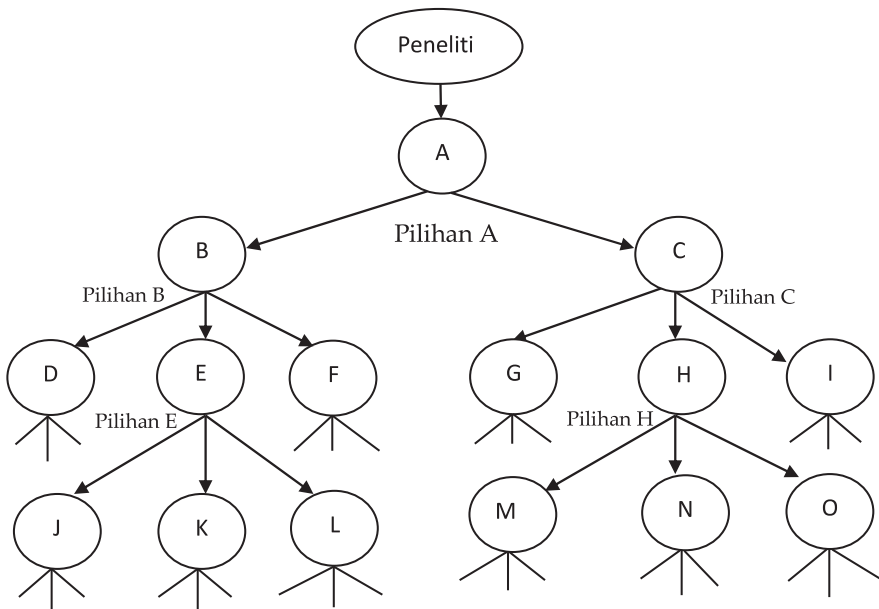 Peneliti
A
Pilihan A
B
C
Pilihan B
Pilihan C
D
E
F
G
H
I
Pilihan E
Pilihan H
J
K
L
M
N
O